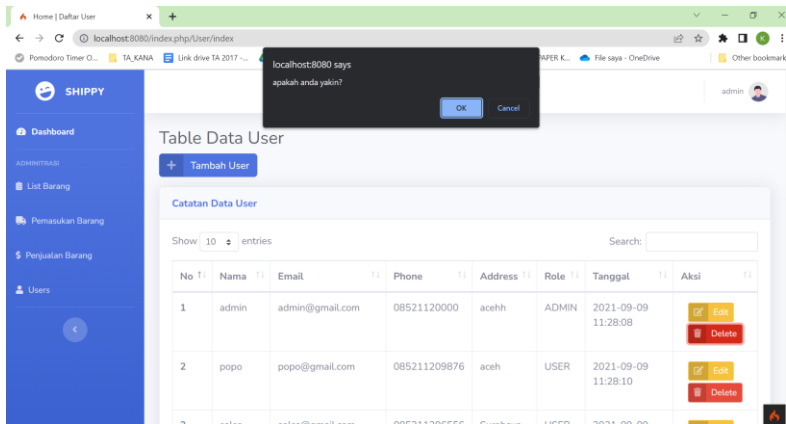 Home | Daftar User
localhost:8080/index.php/User/index
Pomodoro Timer O... TA_KANA Link drive TA 2017 -... PAPER K... File saya - OneDrive Other bookmark
localhost:8080 says
apakah anda yakin?
OK Cancel
SHIPPY
admin
Dashboard
ADMINITRASI
List Barang
Pemasukan Barang
Penjualan Barang
Users
Table Data User
Tambah User
Catatan Data User
Show 10 entries
Search:
No Nama Email Phone Address Role Tanggal Aksi
1 admin admin@gmail.com 08521120000 acehh ADMIN 2021-09-09 11:28:08 Edit
Delete
2 popo popo@gmail.com 085211209876 aceh USER 2021-09-09 11:28:10 Edit
Delete